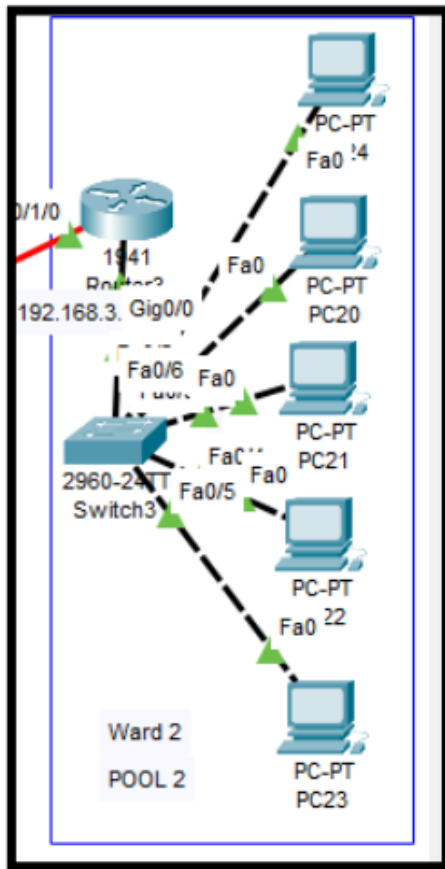 PC-PT
Fa0
0/1/0
1941
PC-PT
PC20
Fa0
192.168.3.
Gig0/0
Fa0/6
Fa0
PC-PT
PC21
2960-24TT
Switch3
Fa0
Fa0/5
PC-PT
22
Fa0
Ward 2
POOL 2
PC-PT
PC23